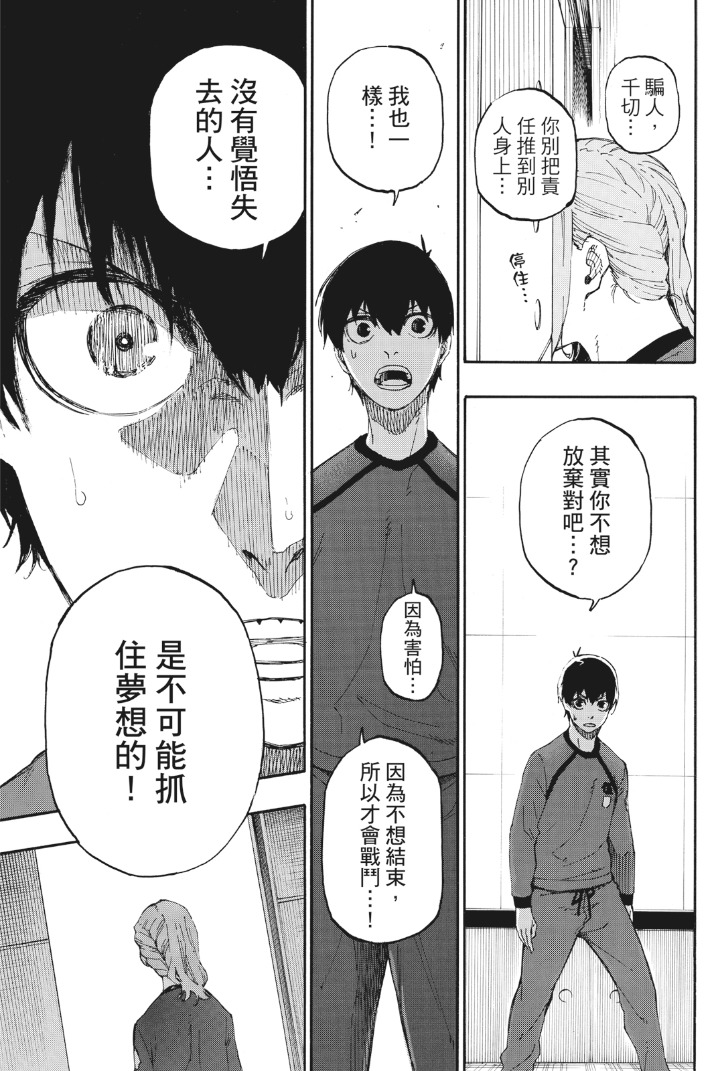 騙人，
千切…
你別把責
任推到別
人身上…
停住…
其實你不想
放棄對吧…？
我也一
樣…！
因為害怕…
因為不想結束，
所以才會戰鬥…！
沒有覺悟失
去的人…
是不可能抓
住夢想的！